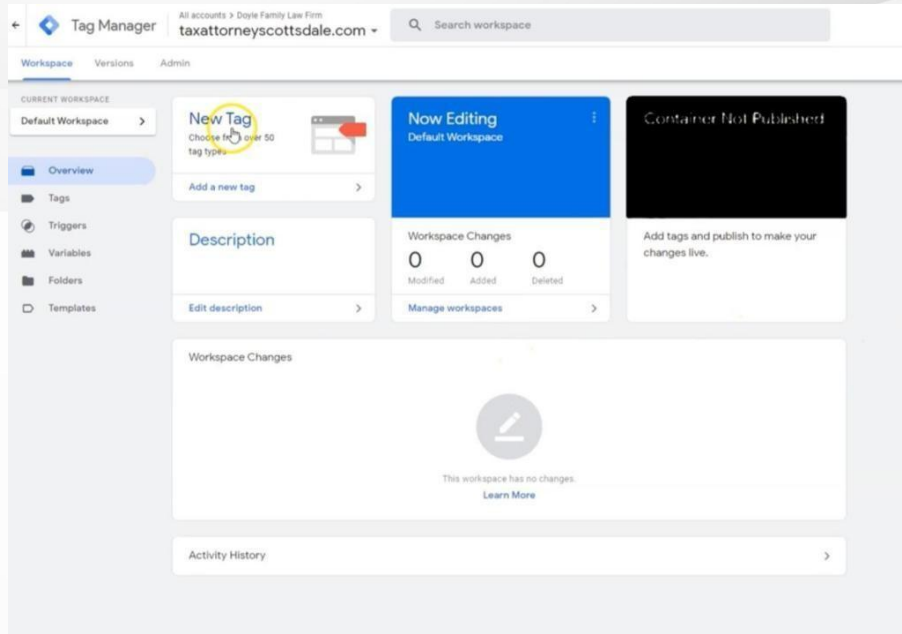 Tag Manager
All accounts > Doyle Family Law Firm
taxattorneyscottsdale.com
Search workspace
Workspace Versions Admin
CURRENT WORKSPACE
Default Workspace
Overview
Tags
Triggers
Variables
Folders
Templates
New Tag
Choose from over 50
tag types
Add a new tag
Description
Edit description
Now Editing
Default Workspace
Workspace Changes
0 0 0
Modified Added Deleted
Manage workspaces
Container Not Published
Add tags and publish to make your
changes live.
Workspace Changes
This workspace has no changes.
Learn More
Activity History